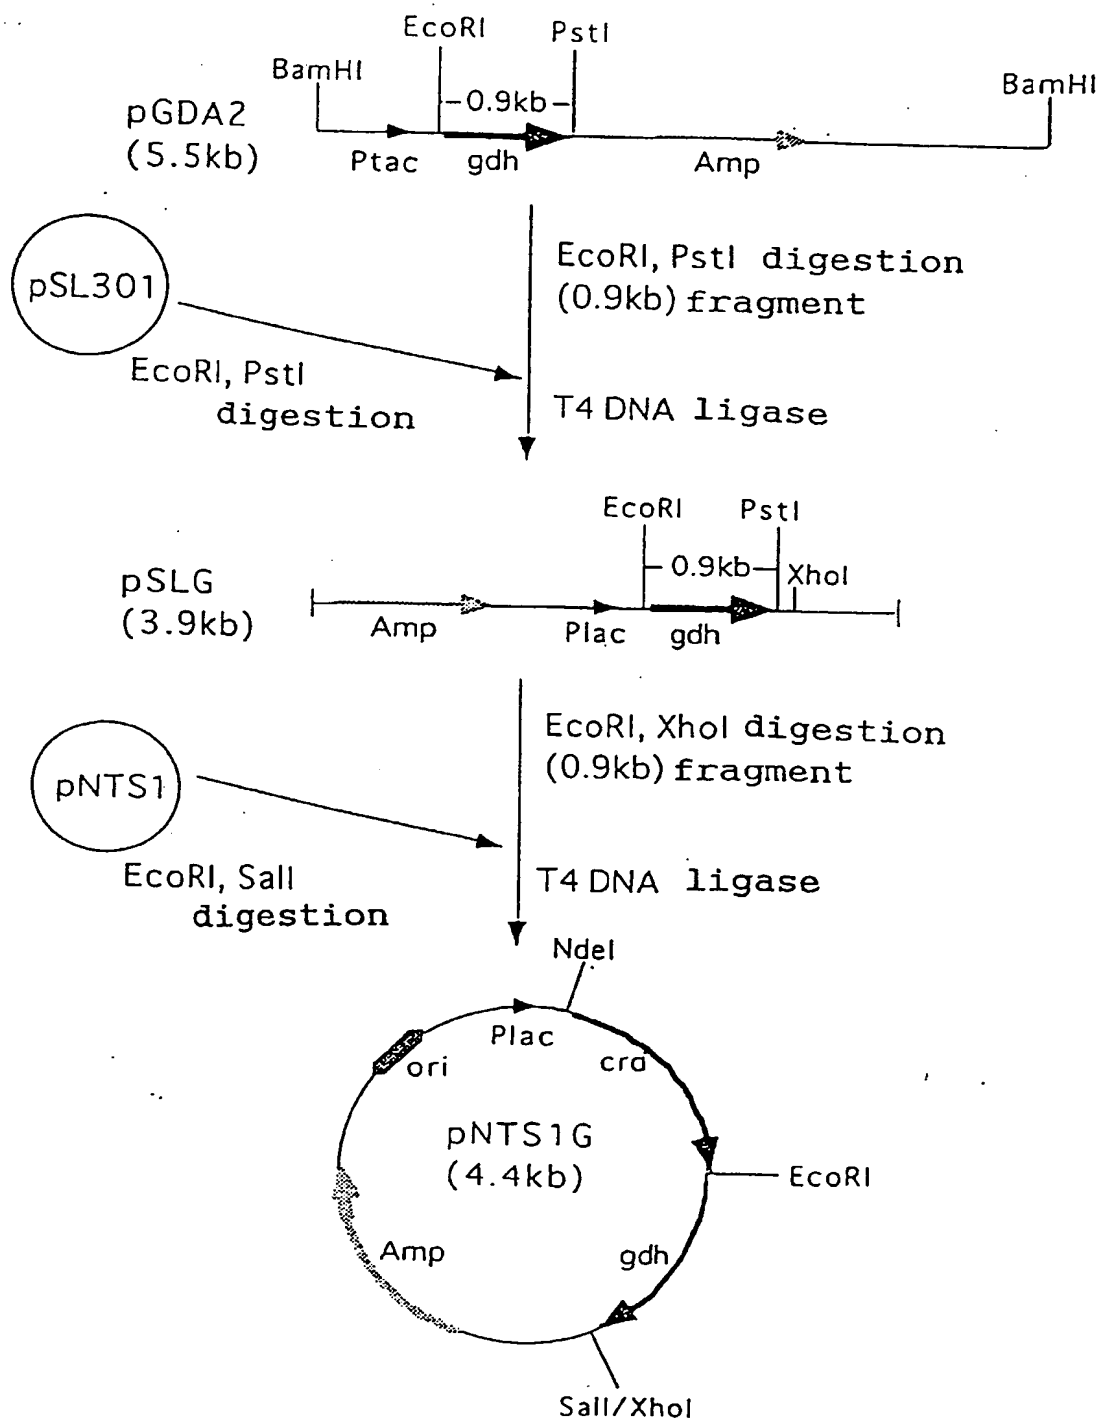 EcoRI
PstI
BamHI
BamHI
pGDA2
(5.5kb)
0.9kb
Ptac
gdh
Amp
pSL301
EcoRI, PstI digestion
(0.9kb) fragment
EcoRI, PstI
digestion
T4 DNA ligase
EcoRI
PstI
pSLG
(3.9kb)
0.9kb
XhoI
Amp
Plac
gdh
EcoRI, XhoI digestion
(0.9kb) fragment
pNTS1
EcoRI, SalI
digestion
T4 DNA ligase
NdeI
Plac
ori
cra
pNTS1G
(4.4kb)
EcoRI
Amp
gdh
SalI/XhoI